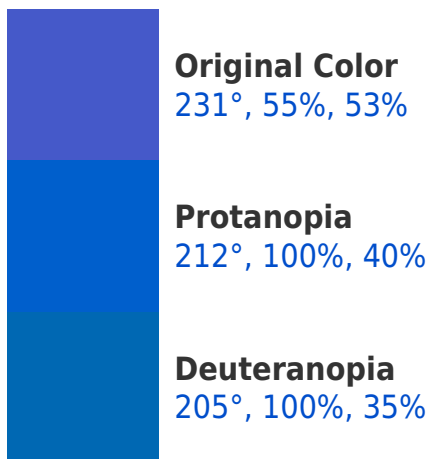 Original Color
231°, 55%, 53%
Protanopia
212°, 100%, 40%
Deuteranopia
205°, 100%, 35%